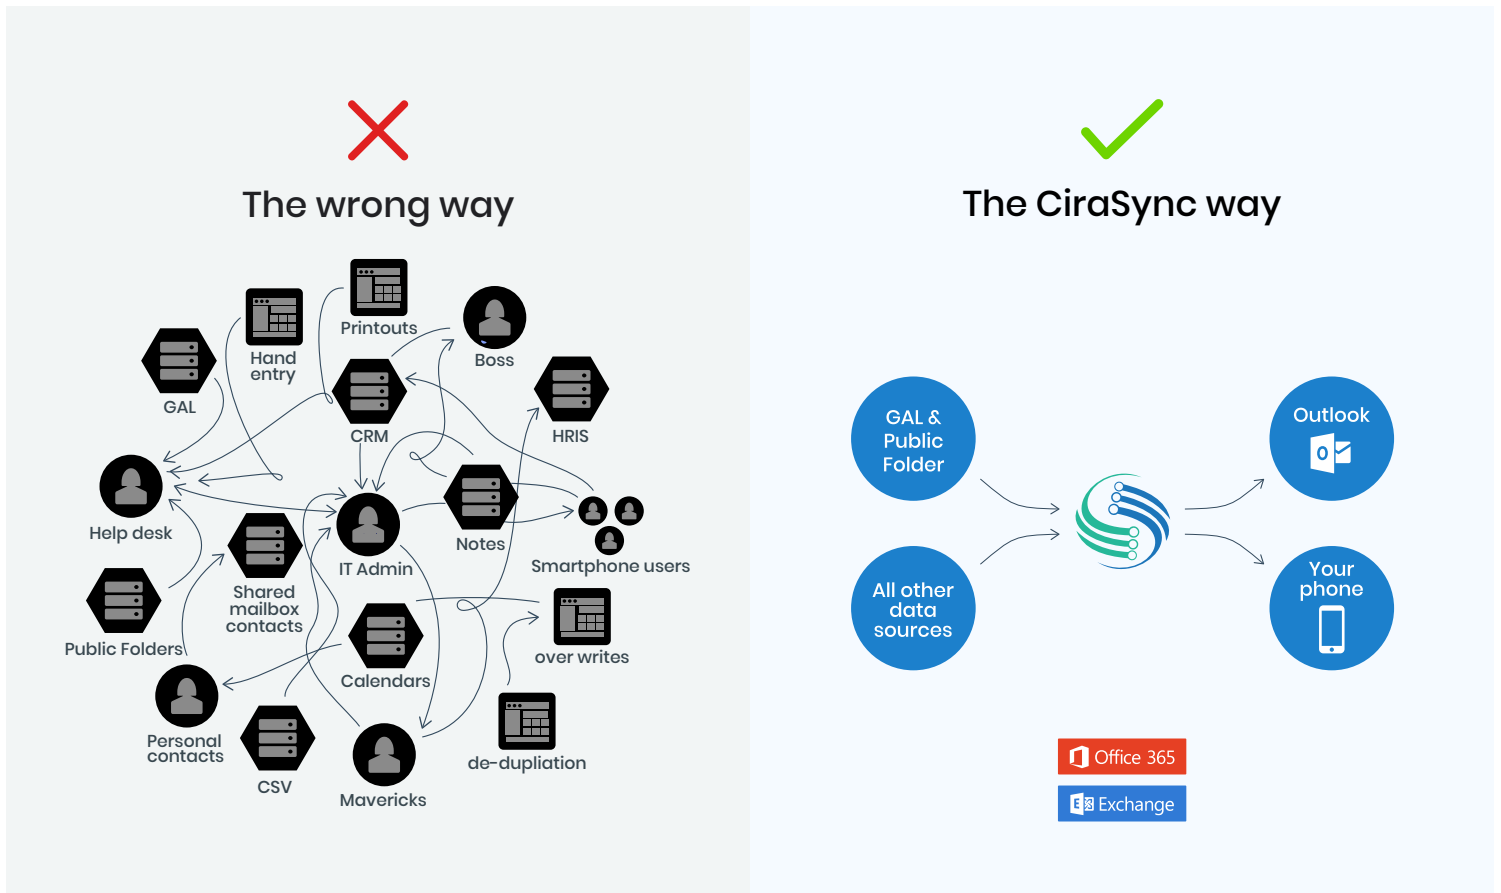 The wrong way
Printouts
Hand
entry
Boss
GAL
CRM
HRIS
Help desk
Notes
IT Admin
Smartphone users
Shared
mailbox
contacts
Public Folders
over writes
Calendars
Personal
contacts
de-dupliation
CSV
Mavericks
The CiraSync way
GAL &
Public
Folder
Outlook
O
All other
data
sources
Your
phone
Office 365
E
Exchange